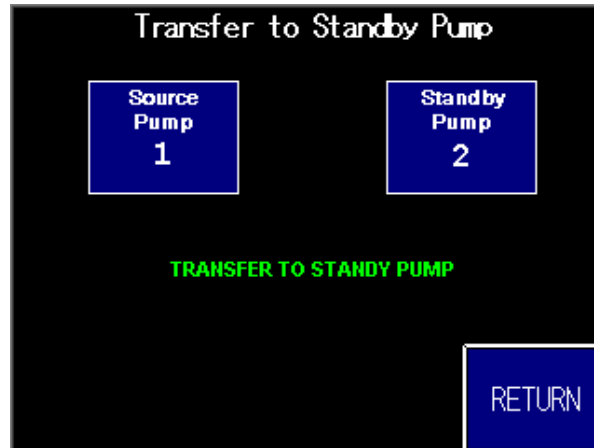 Transfer to Standby Pump
Source
Pump
1
Standby
Pump
2
TRANSFER TO STANDY PUMP
RETURN